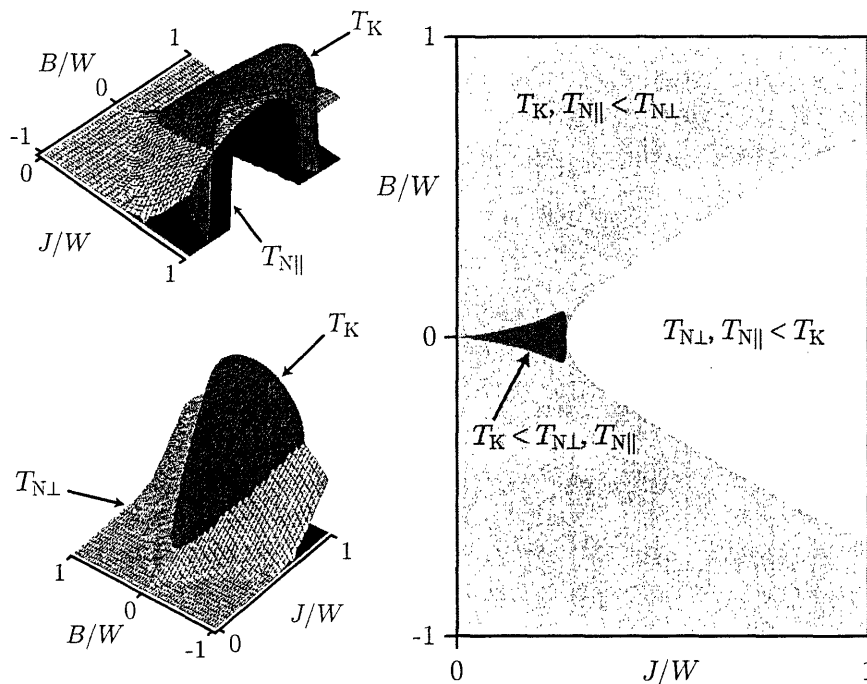 T_K
1
B/W
0
-1
0
J/W
1
T_N∥
T_K
T_N⊥
1
0
B/W
-1
0
J/W
1
1
T_K, T_N∥ < T_N⊥
B/W
0
T_N⊥, T_N∥ < T_K
T_K < T_N⊥, T_N∥
-1
0
J/W
1